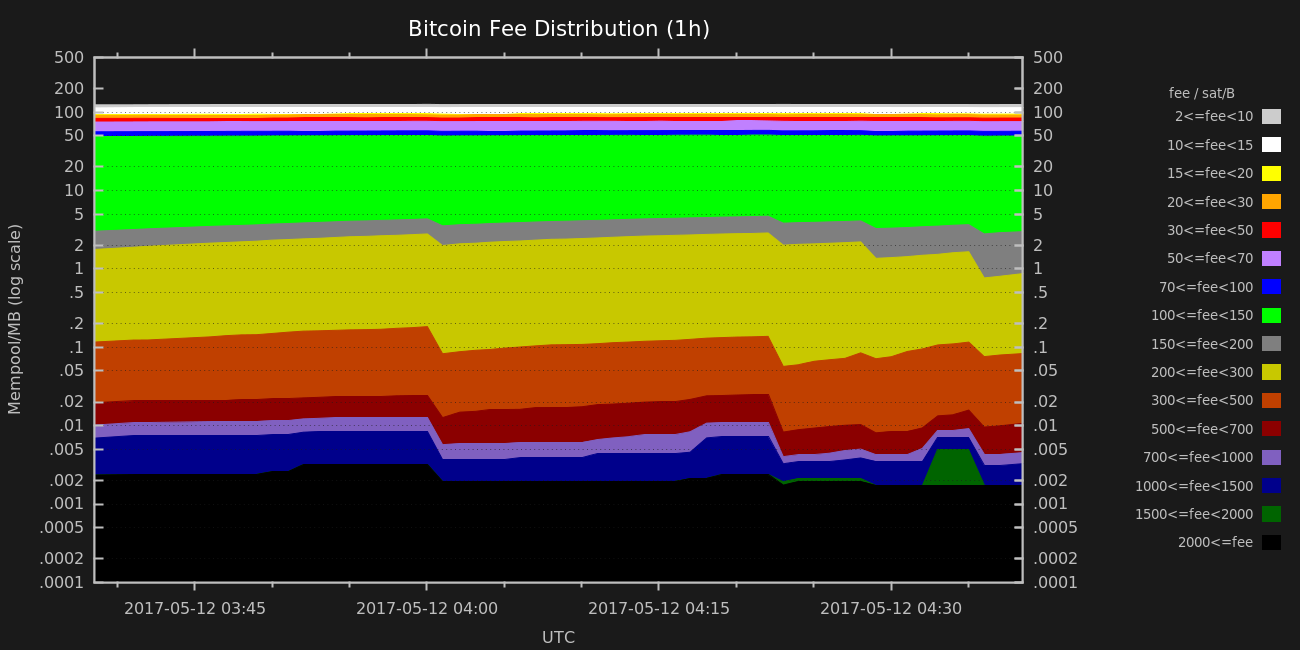 Bitcoin Fee Distribution (1h)
500
200
100
50
20
10
5
2
1
.5
.2
.1
.05
.02
.01
.005
.002
.001
.0005
.0002
.0001
Mempool/MB (log scale)
500
200
100
50
20
10
5
2
1
.5
.2
.1
.05
.02
.01
.005
.002
.001
.0005
.0002
.0001
2017-05-12 03:45
2017-05-12 04:00
2017-05-12 04:15
2017-05-12 04:30
UTC
fee / sat/B
2<=fee<10
10<=fee<15
15<=fee<20
20<=fee<30
30<=fee<50
50<=fee<70
70<=fee<100
100<=fee<150
150<=fee<200
200<=fee<300
300<=fee<500
500<=fee<700
700<=fee<1000
1000<=fee<1500
1500<=fee<2000
2000<=fee